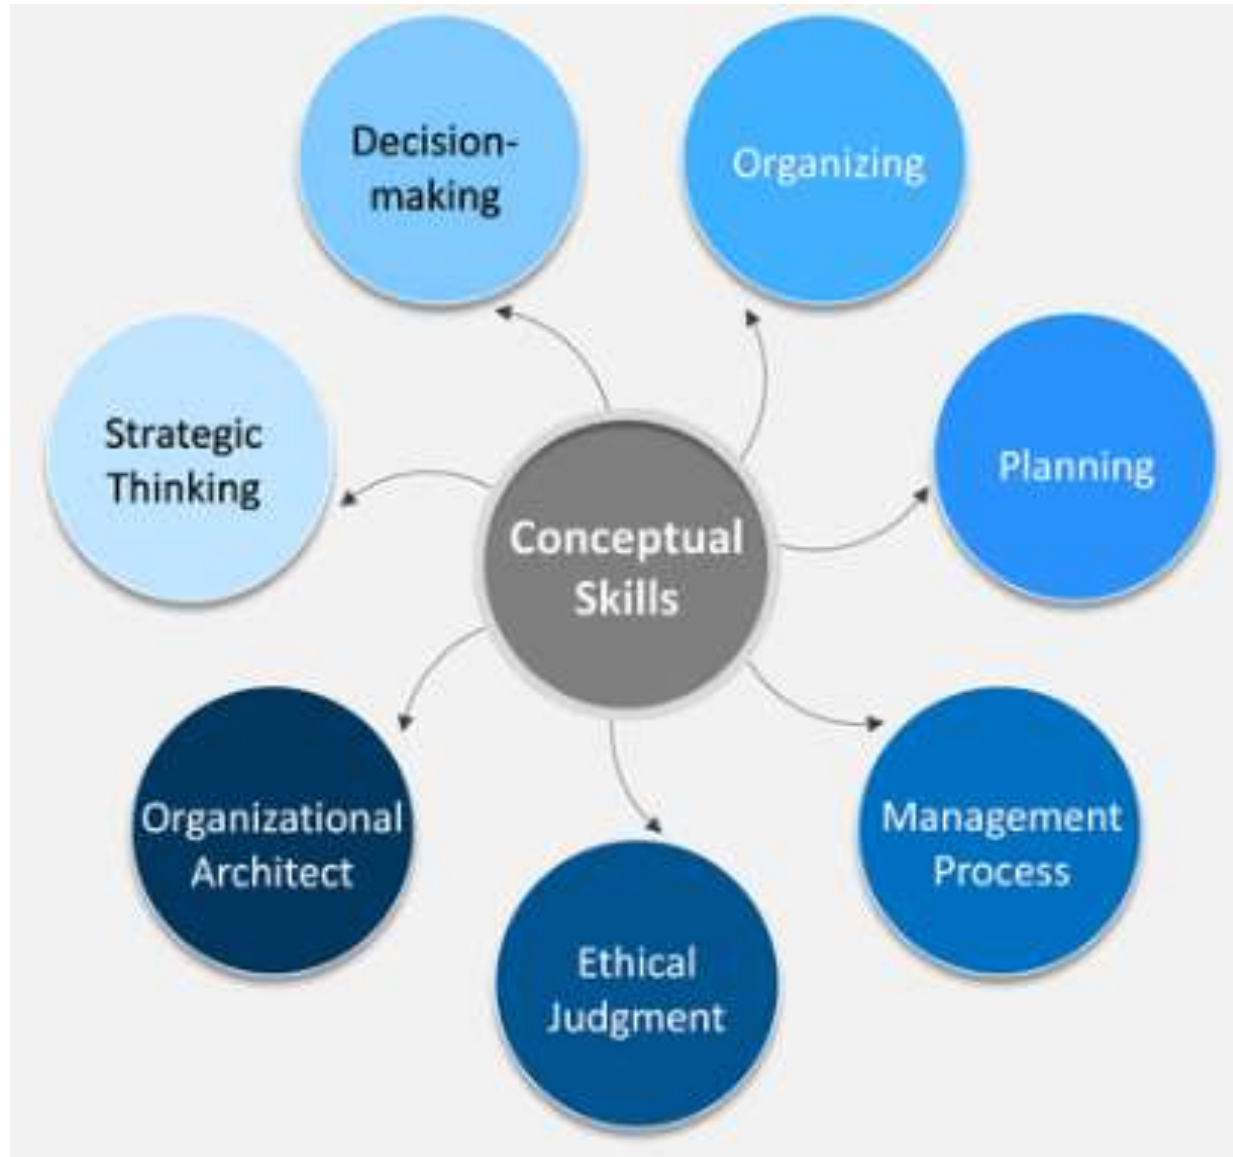 Decision-
making
Organizing
Strategic
Thinking
Planning
Conceptual
Skills
Organizational
Architect
Management
Process
Ethical
Judgment